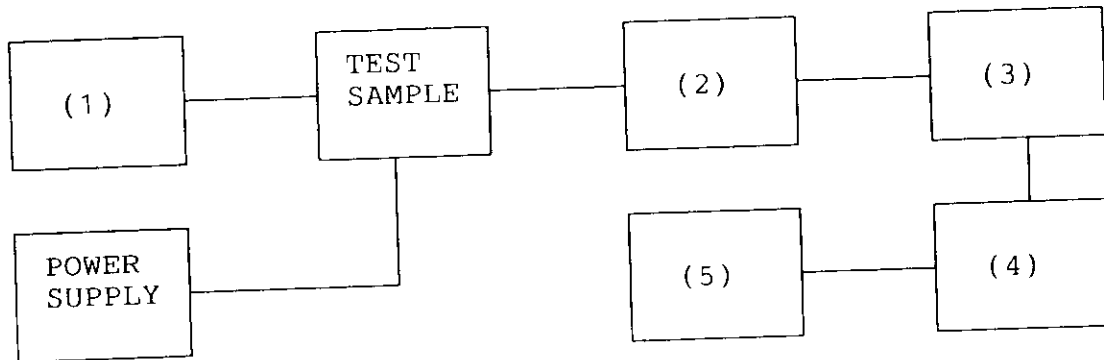 (1)
TEST
SAMPLE
(2)
(3)
POWER
SUPPLY
(5)
(4)